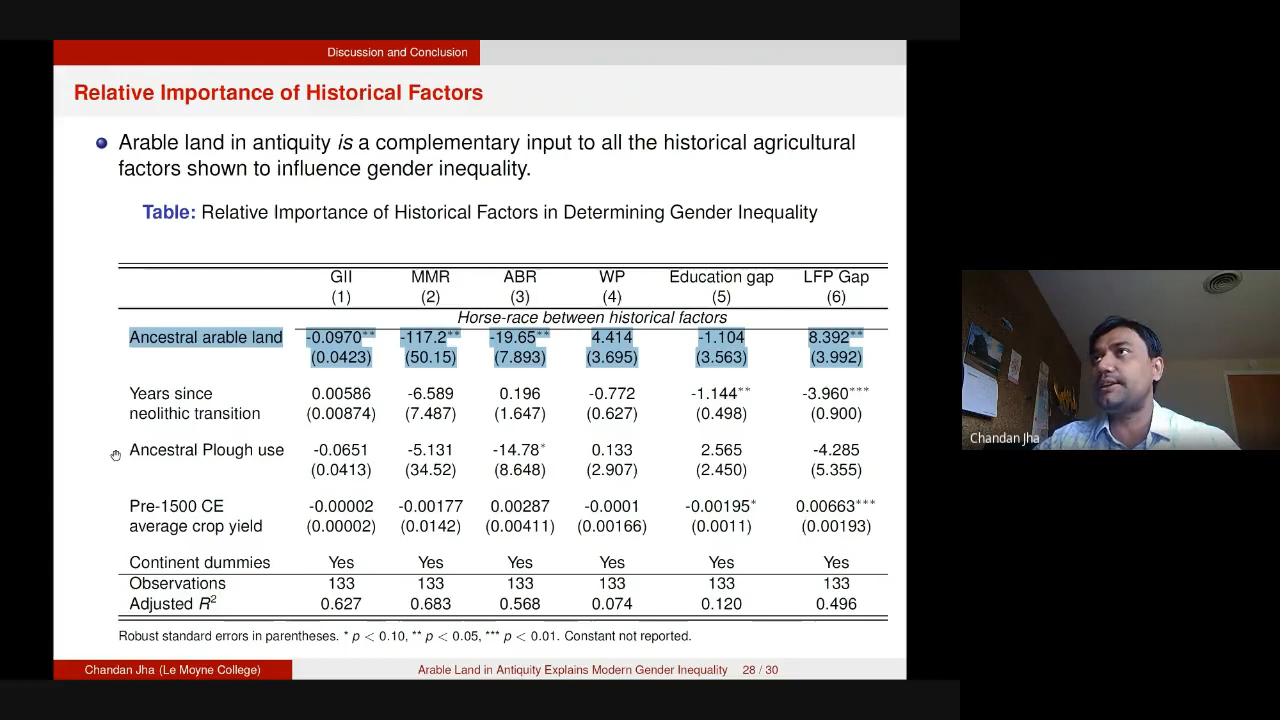 Discussion and Conclusion
Relative Importance of Historical Factors
Arable land in antiquity is a complementary input to all the historical agricultural
factors shown to influence gender inequality.
Table: Relative Importance of Historical Factors in Determining Gender Inequality
GII MMR ABR WP Education gap LFP Gap
(1) (2) (3) (4) (5) (6)
Horse-race between historical factors
Ancestral arable land -0.0970** -117.2** -19.65** 4.414 -1.104 8.392**
(0.0423) (50.15) (7.893) (3.695) (3.563) (3.992)
Years since 0.00586 -6.589 0.196 -0.772 -1.144** -3.960***
neolithic transition (0.00874) (7.487) (1.647) (0.627) (0.498) (0.900)
Ancestral Plough use -0.0651 -5.131 -14.78* 0.133 2.565 -4.285
(0.0413) (34.52) (8.648) (2.907) (2.450) (5.355)
Pre-1500 CE -0.00002 -0.00177 0.00287 -0.0001 -0.00195* 0.00663***
average crop yield (0.00002) (0.0142) (0.00411) (0.00166) (0.0011) (0.00193)
Continent dummies Yes Yes Yes Yes Yes Yes
Observations 133 133 133 133 133 133
Adjusted R² 0.627 0.683 0.568 0.074 0.120 0.496
Robust standard errors in parentheses. * p < 0.10, ** p < 0.05, *** p < 0.01. Constant not reported.
Chandan Jha (Le Moyne College) Arable Land in Antiquity Explains Modern Gender Inequality 28 / 30
Chandan Jha